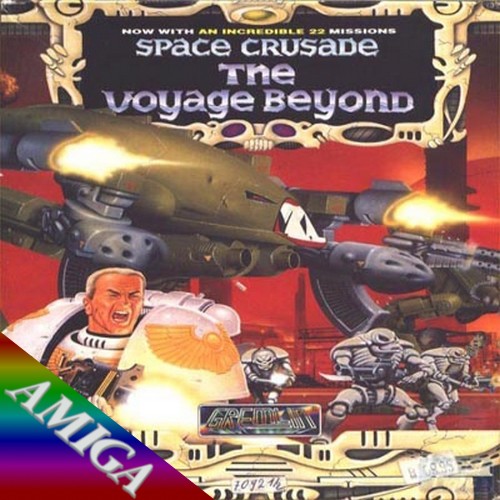 NOW WITH AN INCREDIBLE 22 MISSIONS
SPACE CRUSADE
The
Voyage Beyond
GREMLIN
AMIGA